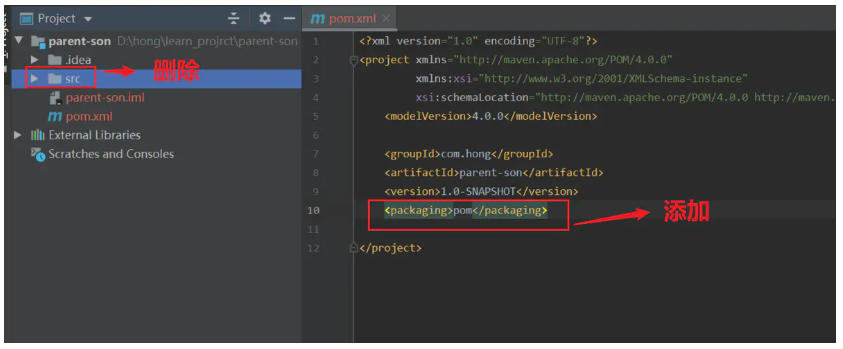 Project
parent-son D:\hong\learn_projrct\parent-son
.idea
src
删除
parent-son.iml
pom.xml
External Libraries
Scratches and Consoles
pom.xml
1 <?xml version="1.0" encoding="UTF-8"?>
2 <project xmlns="http://maven.apache.org/POM/4.0.0"
3 xmlns:xsi="http://www.w3.org/2001/XMLSchema-instance"
4 xsi:schemaLocation="http://maven.apache.org/POM/4.0.0 http://maven.
5 <modelVersion>4.0.0</modelVersion>
6
7 <groupId>com.hong</groupId>
8 <artifactId>parent-son</artifactId>
9 <version>1.0-SNAPSHOT</version>
10 <packaging>pom</packaging>
添加
11
12 </project>